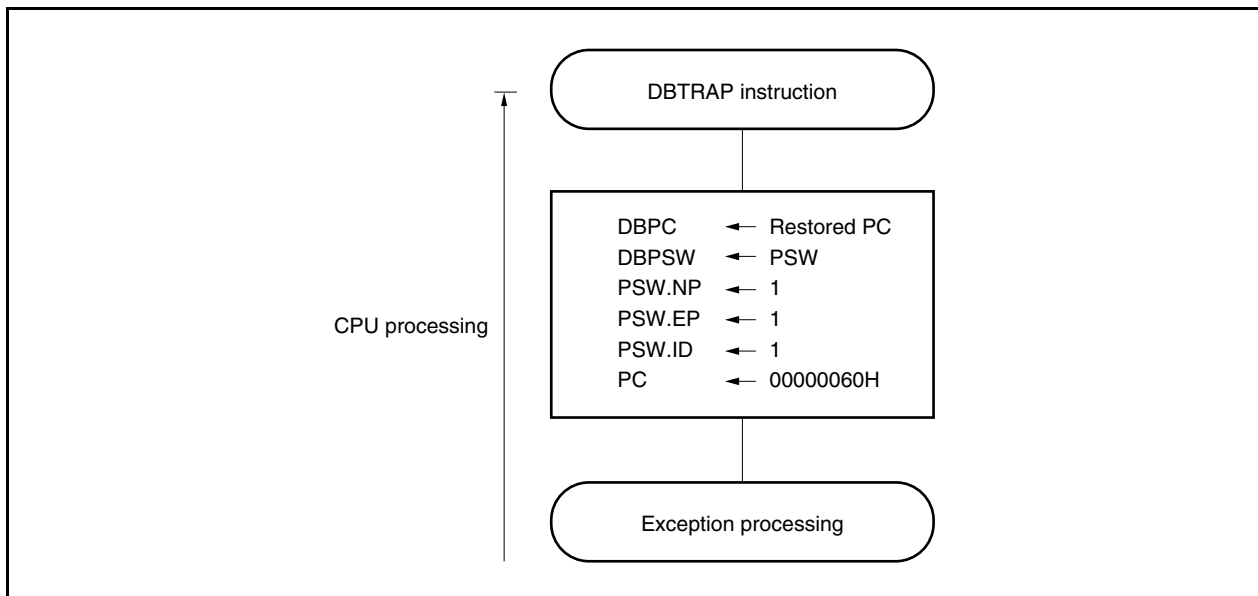 DBTRAP instruction
CPU processing
DBPC ← Restored PC
DBPSW ← PSW
PSW.NP ← 1
PSW.EP ← 1
PSW.ID ← 1
PC ← 00000060H
Exception processing